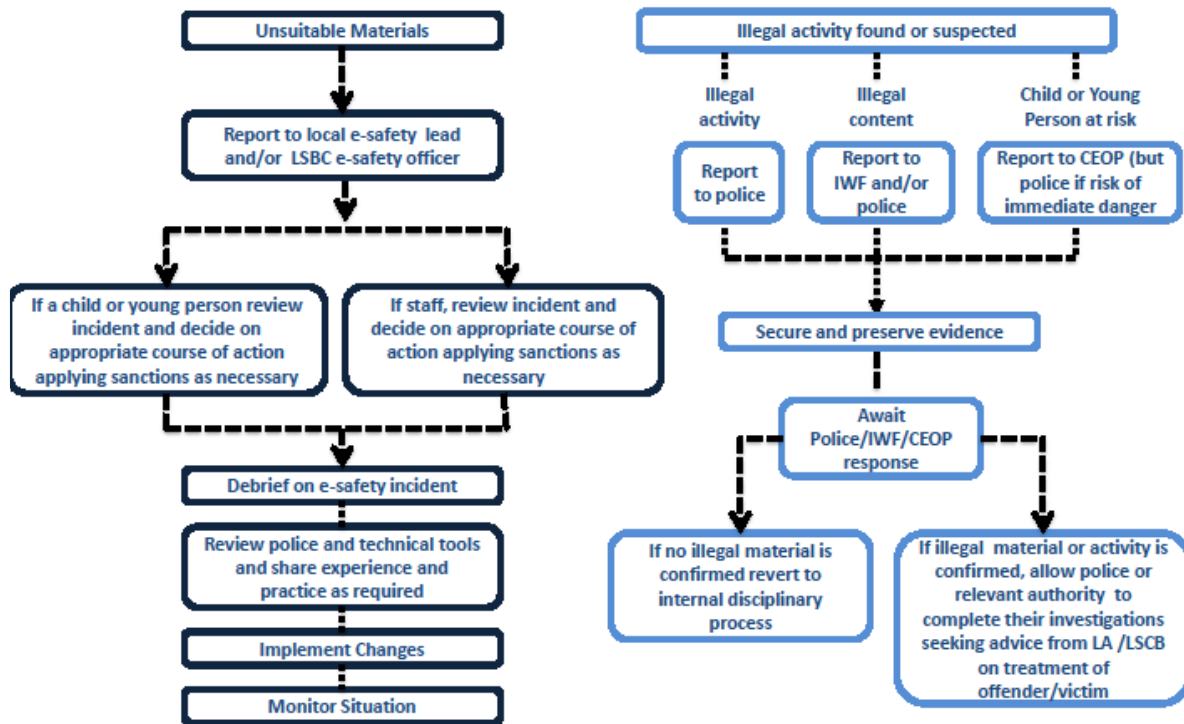 Unsuitable Materials
Report to local e-safety lead
and/or LSBC e-safety officer
If a child or young person review
incident and decide on
appropriate course of action
applying sanctions as necessary
If staff, review incident and
decide on appropriate course of
action applying sanctions as
necessary
Debrief on e-safety incident
Review police and technical tools
and share experience and
practice as required
Implement Changes
Monitor Situation
Illegal activity found or suspected
Illegal
activity
Illegal
content
Child or Young
Person at risk
Report
to police
Report to
IWF and/or
police
Report to CEOP (but
police if risk of
immediate danger
Secure and preserve evidence
Await
Police/IWF/CEOP
response
If no illegal material is
confirmed revert to
internal disciplinary
process
If illegal material or activity is
confirmed, allow police or
relevant authority to
complete their investigations
seeking advice from LA /LSCB
on treatment of
offender/victim